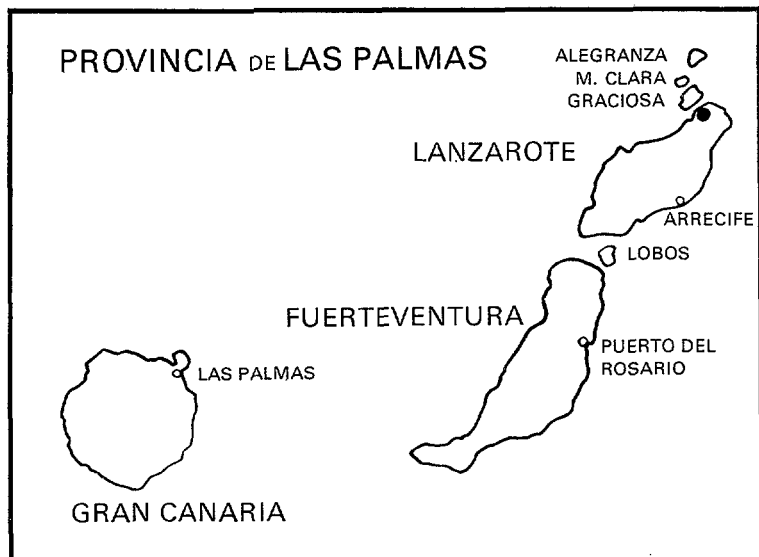 PROVINCIA DE LAS PALMAS
ALEGRANZA
M. CLARA
GRACIOSA
LANZAROTE
ARRECIFE
LOBOS
FUERTEVENTURA
PUERTO DEL
ROSARIO
LAS PALMAS
GRAN CANARIA